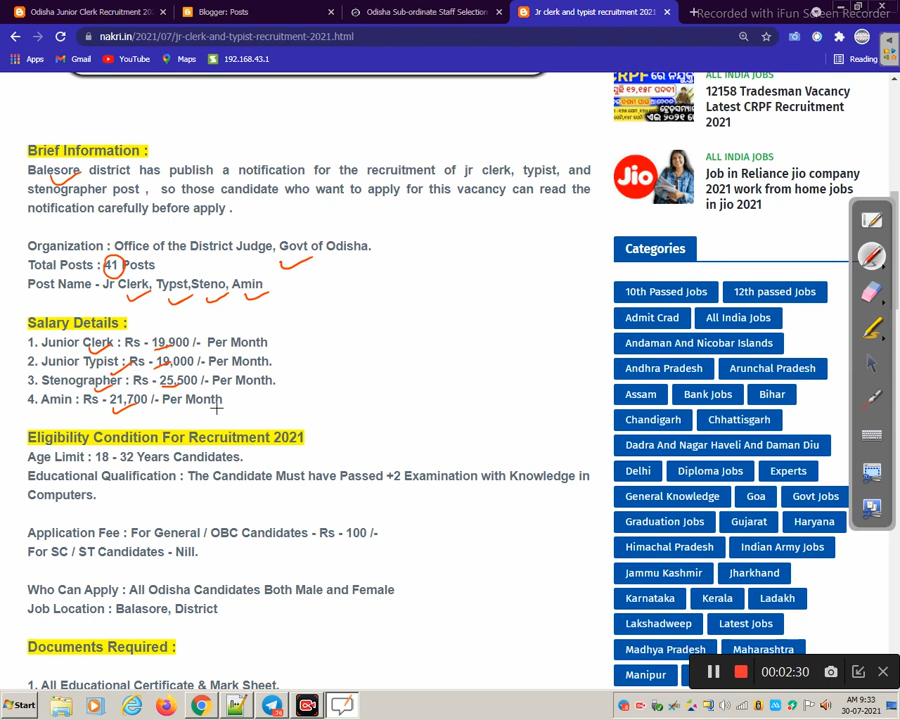 Odisha Junior Clerk Recruitment 20
Blogger: Posts
Odisha Sub-ordinate Staff Selection
Jr clerk and typist recruitment 2021
Recorded with iFun Screen Recorder
nakri.in/2021/07/jr-clerk-and-typist-recruitment-2021.html
Apps
Gmail
YouTube
Maps
192.168.43.1
Reading
Brief Information :
Balesore district has publish a notification for the recruitment of jr clerk, typist, and
stenographer post , so those candidate who want to apply for this vacancy can read the
notification carefully before apply .
Organization : Office of the District Judge, Govt of Odisha.
Total Posts : 41 Posts
Post Name - Jr Clerk, Typst,Steno, Amin
Salary Details :
1. Junior Clerk : Rs - 19,900 /- Per Month
2. Junior Typist : Rs - 19,000 /- Per Month.
3. Stenographer : Rs - 25,500 /- Per Month.
4. Amin : Rs - 21,700 /- Per Month
Eligibility Condition For Recruitment 2021
Age Limit : 18 - 32 Years Candidates.
Educational Qualification : The Candidate Must have Passed +2 Examination with Knowledge in
Computers.
Application Fee : For General / OBC Candidates - Rs - 100 /-
For SC / ST Candidates - Nill.
Who Can Apply : All Odisha Candidates Both Male and Female
Job Location : Balasore, District
Documents Required :
1. All Educational Certificate & Mark Sheet.
ALL INDIA JOBS
12158 Tradesman Vacancy
Latest CRPF Recruitment
2021
Jio
ALL INDIA JOBS
Job in Reliance jio company
2021 work from home jobs
in jio 2021
Categories
10th Passed Jobs
12th passed Jobs
Admit Crad
All India Jobs
Andaman And Nicobar Islands
Andhra Pradesh
Arunchal Pradesh
Assam
Bank Jobs
Bihar
Chandigarh
Chhattisgarh
Dadra And Nagar Haveli And Daman Diu
Delhi
Diploma Jobs
Experts
General Knowledge
Goa
Govt Jobs
Graduation Jobs
Gujarat
Haryana
Himachal Pradesh
Indian Army Jobs
Jammu Kashmir
Jharkhand
Karnataka
Kerala
Ladakh
Lakshadweep
Latest Jobs
Madhya Pradesh
Maharashtra
Manipur
00:02:30
Start
AM 9:33
30-07-2021